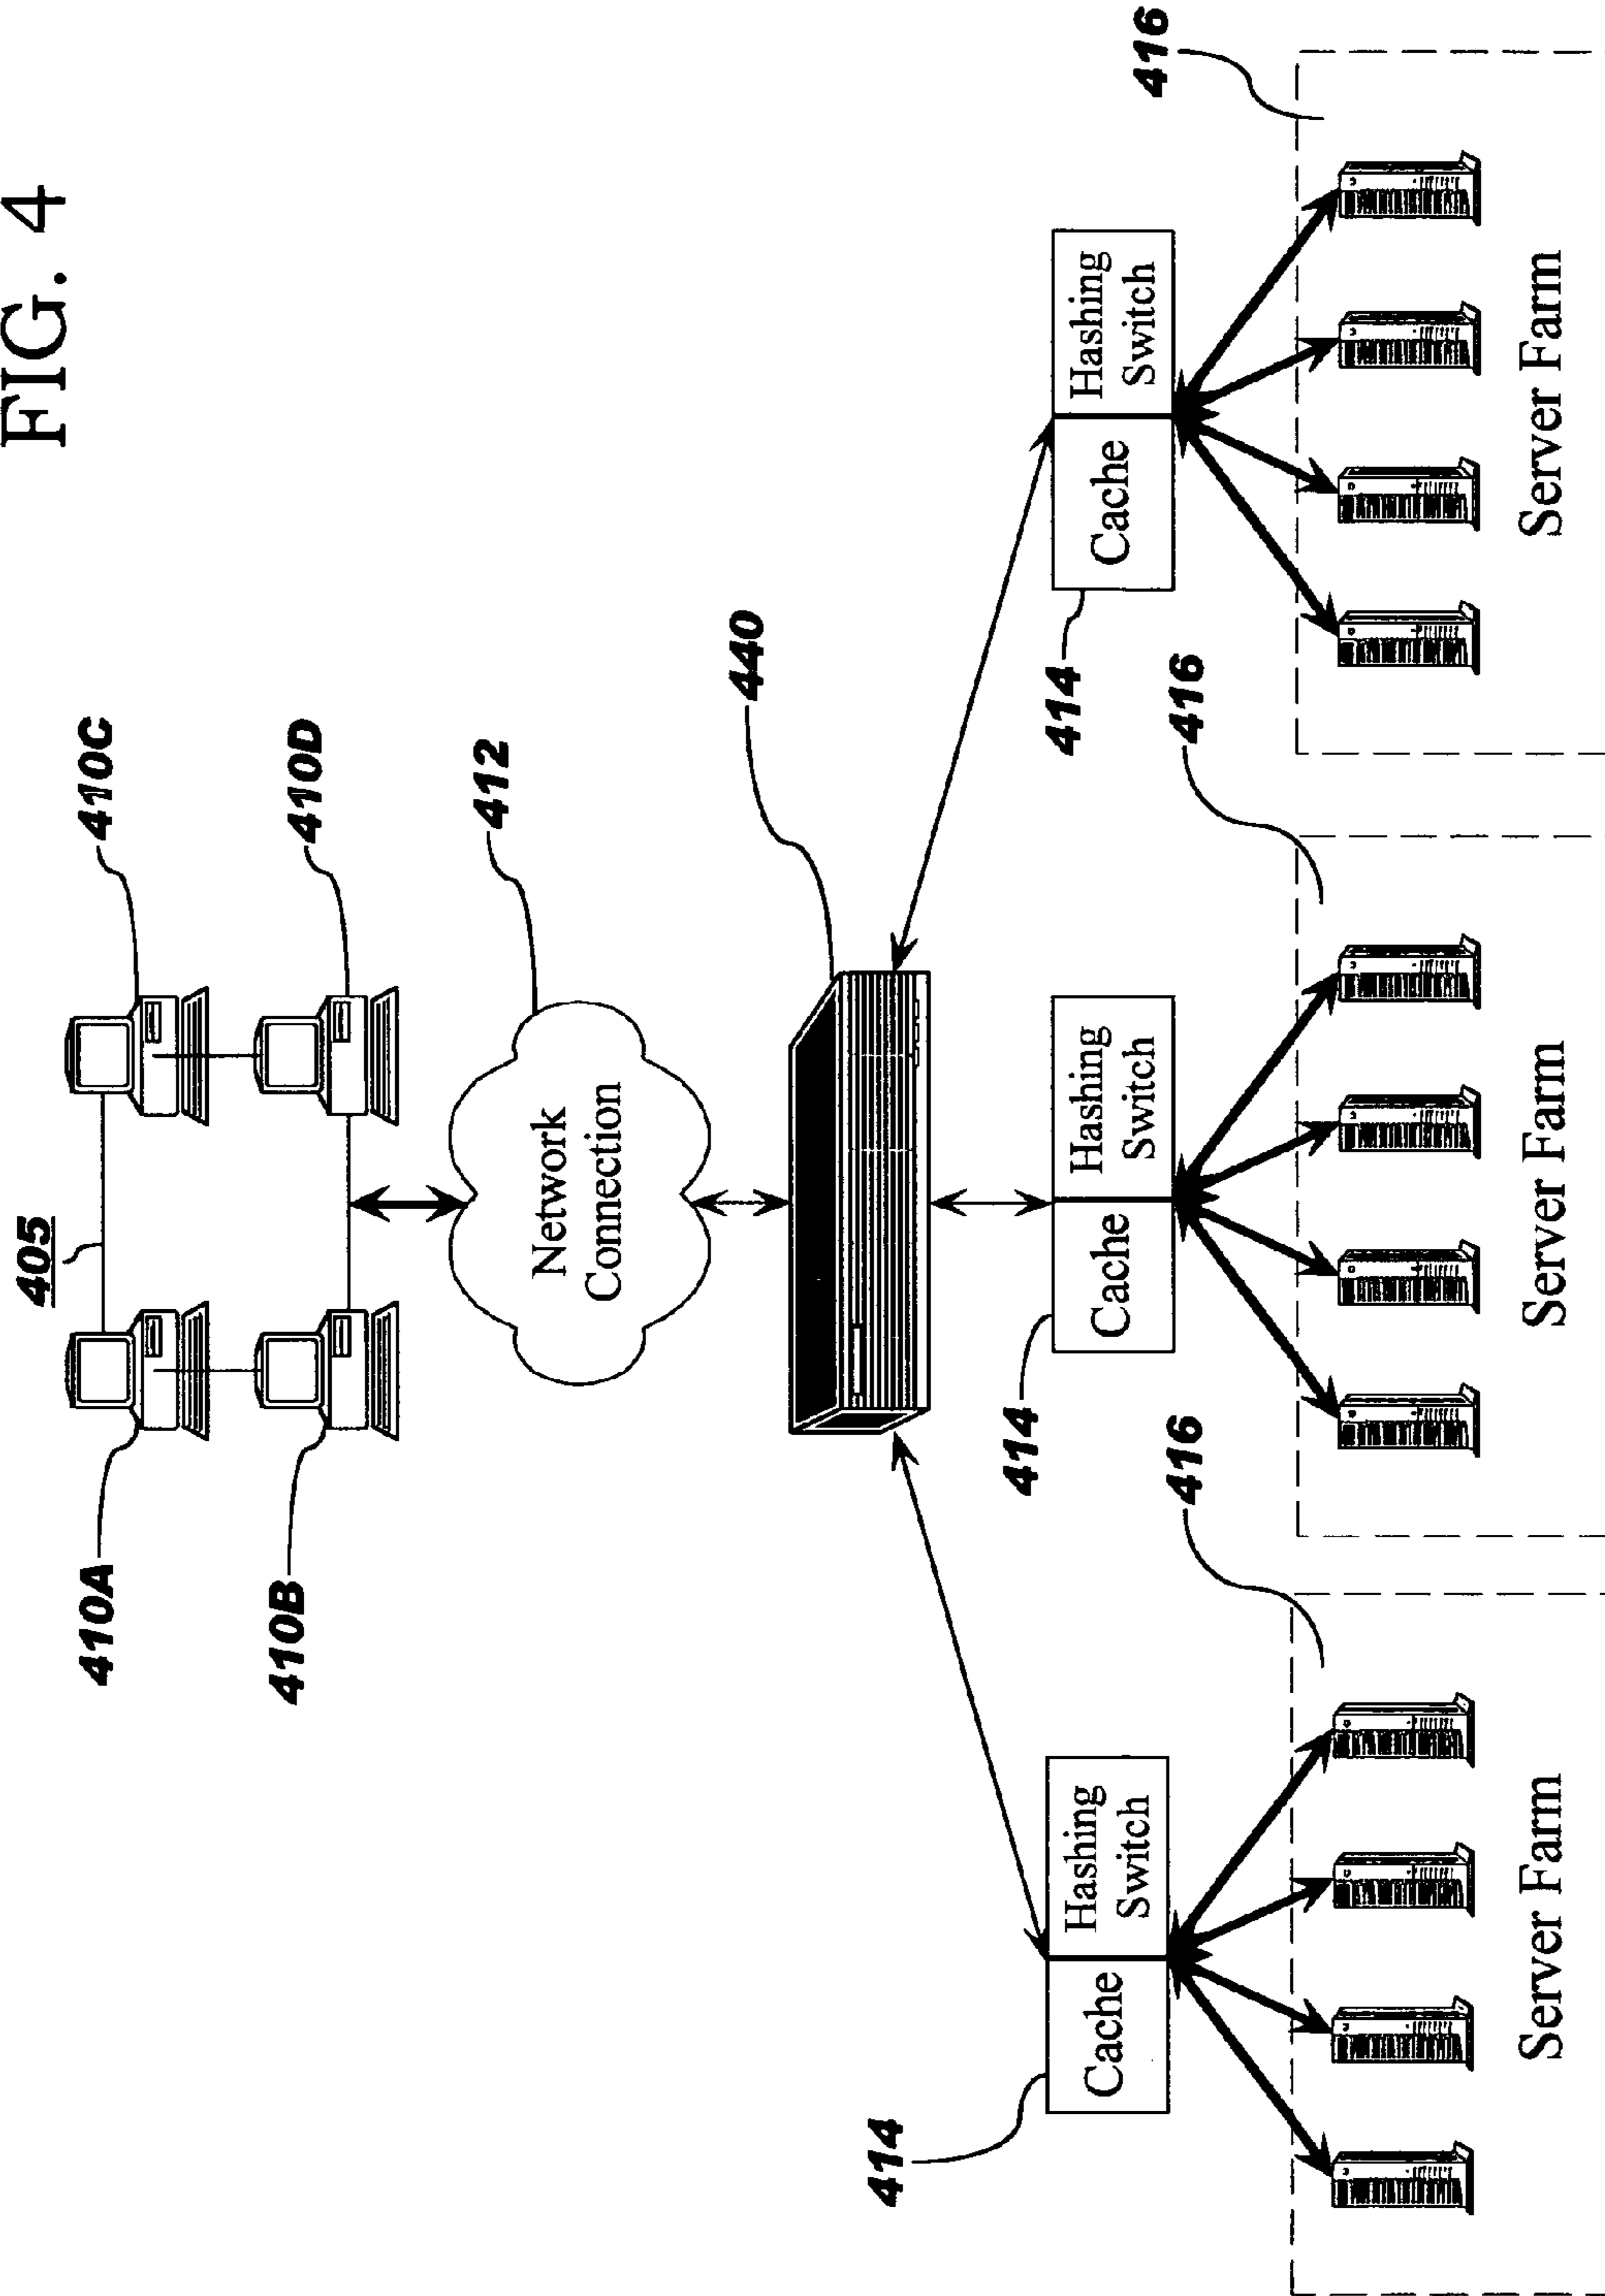 FIG. 4
405
410A
410C
410B
410D
412
Network
Connection
440
414
Cache
Hashing
Switch
414
Cache
Hashing
Switch
414
Cache
Hashing
Switch
416
416
416
Server Farm
Server Farm
Server Farm